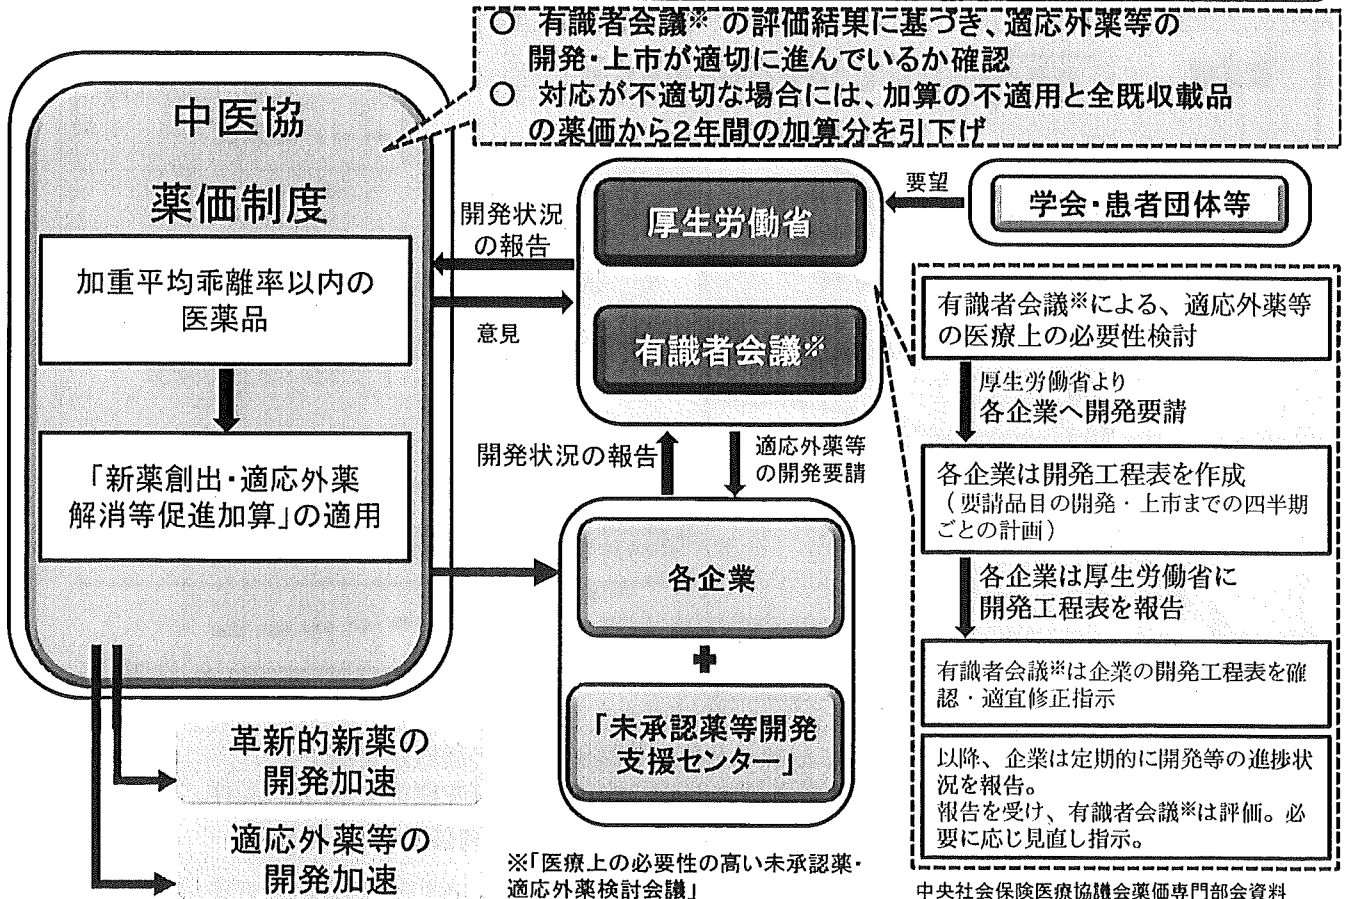 ○ 有識者会議※ の評価結果に基づき、適応外薬等の
開発・上市が適切に進んでいるか確認
○ 対応が不適切な場合には、加算の不適用と全既収載品
の薬価から2年間の加算分を引下げ
中医協
薬価制度
加重平均乖離率以内の
医薬品
「新薬創出・適応外薬
解消等促進加算」の適用
革新的新薬の
開発加速
適応外薬等の
開発加速
開発状況
の報告
意見
厚生労働省
有識者会議※
要望
学会・患者団体等
開発状況の報告
適応外薬等
の開発要請
各企業
+
「未承認薬等開発
支援センター」
※「医療上の必要性の高い未承認薬・
適応外薬検討会議」
有識者会議※による、適応外薬等
の医療上の必要性検討
厚生労働省より
各企業へ開発要請
各企業は開発工程表を作成
(要請品目の開発・上市までの四半期
ごとの計画)
各企業は厚生労働省に
開発工程表を報告
有識者会議※は企業の開発工程表を確
認・適宜修正指示
以降、企業は定期的に開発等の進捗状
況を報告。
報告を受け、有識者会議※は評価。必
要に応じ見直し指示。
中央社会保険医療協議会薬価専門部会資料